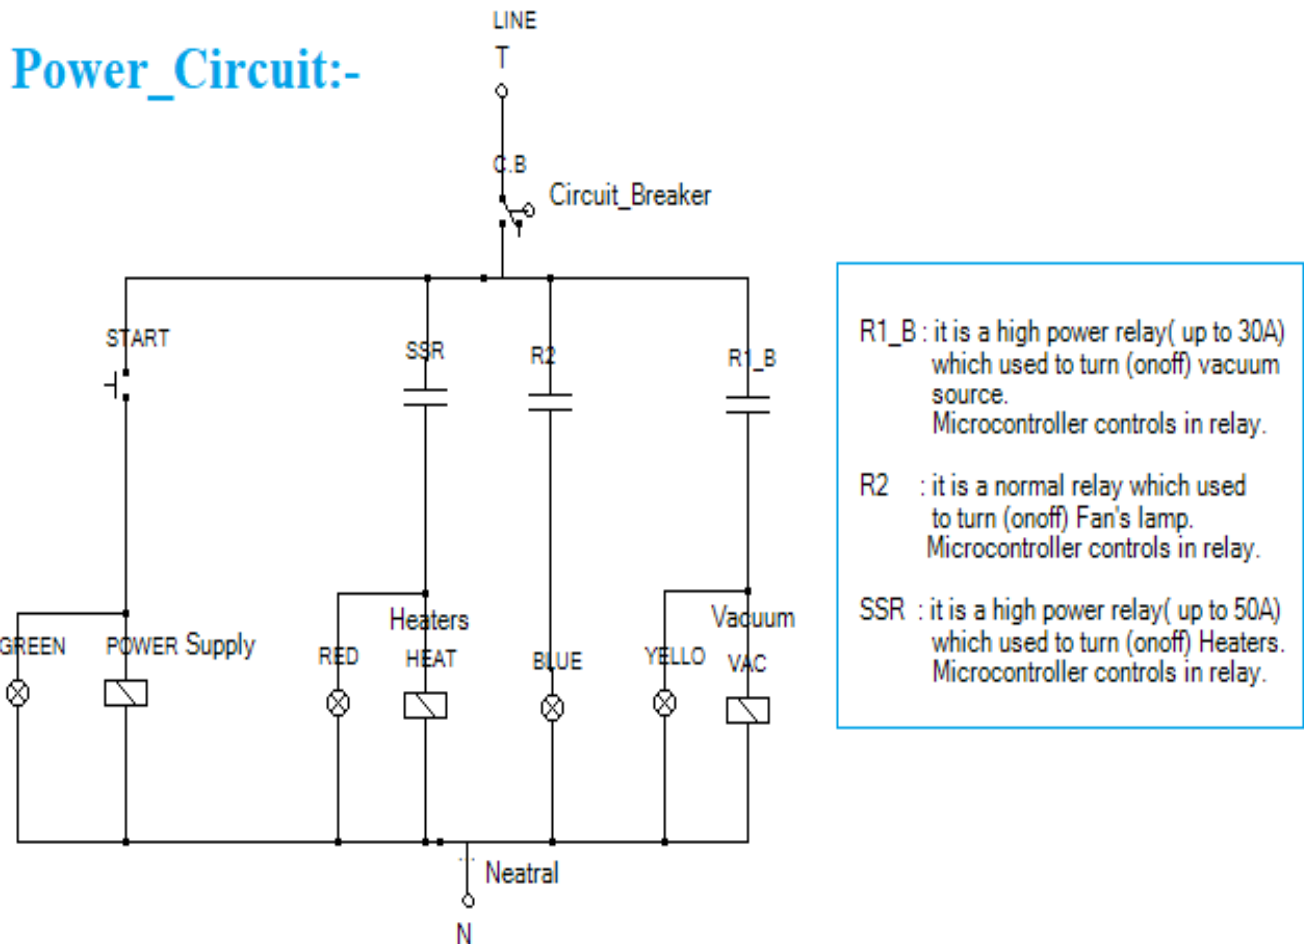 LINE
Power_Circuit:-
T
C.B
Circuit_Breaker
START
SSR
R2
R1_B
GREEN
POWER Supply
RED
Heaters
HEAT
BLUE
YELLO
Vacuum
VAC
Neatral
N
R1_B : it is a high power relay( up to 30A)
which used to turn (onoff) vacuum
source.
Microcontroller controls in relay.
R2 : it is a normal relay which used
to turn (onoff) Fan's lamp.
Microcontroller controls in relay.
SSR : it is a high power relay( up to 50A)
which used to turn (onoff) Heaters.
Microcontroller controls in relay.